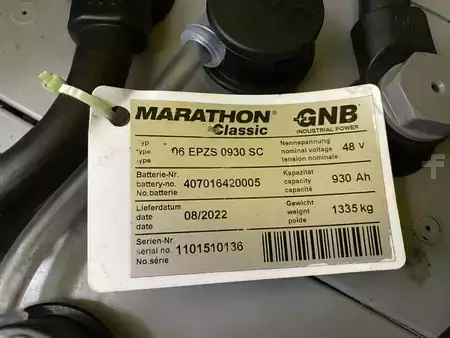 MARATHON® GNB®
Classic INDUSTRIAL POWER
Typ Nennspannung
type 06 EPZS 0930 SC nominal voltage 48 V
type tension nominale
Batterie-Nr. Kapazität
battery-no. 407016420005 capacity 930 Ah
No.batterie capacité
Lieferdatum Gewicht
date 08/2022 weight 1335 kg
date poids
Serien-Nr.
serial no. 1101510136
No.série